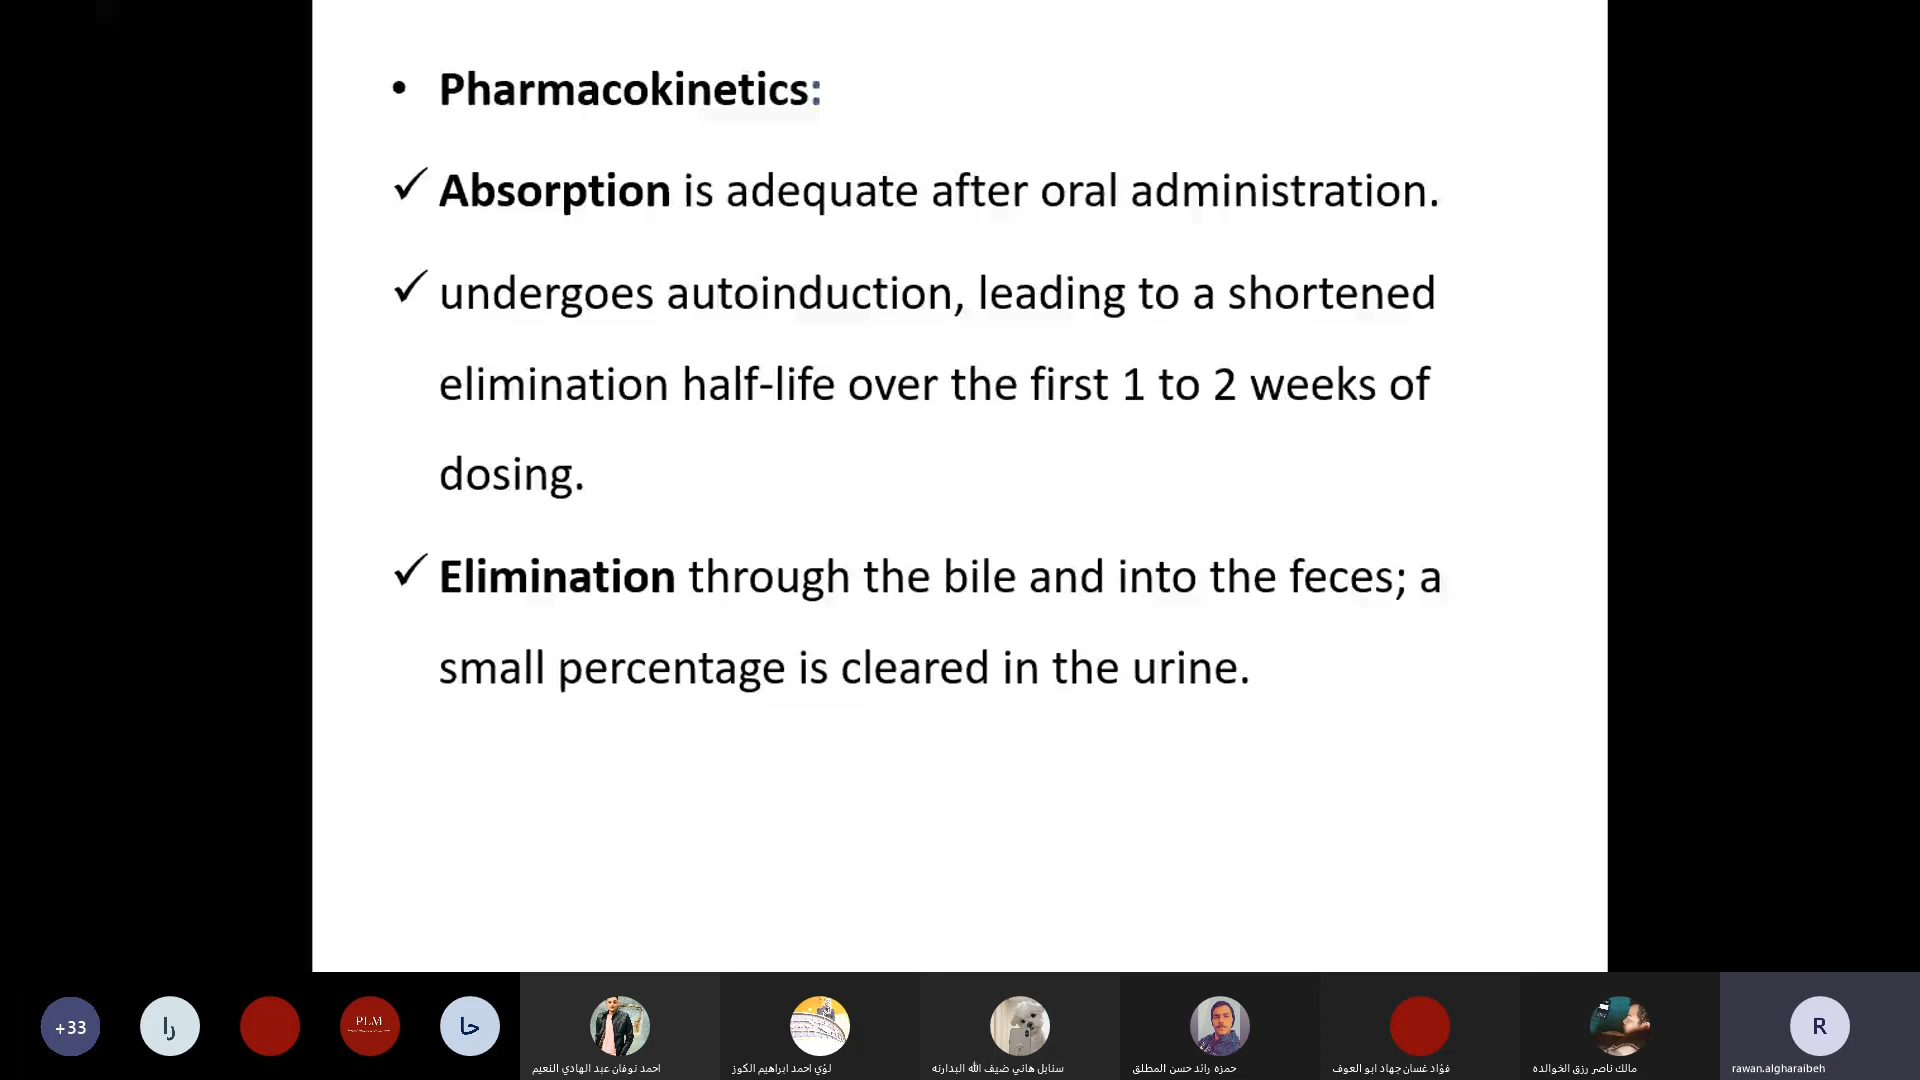 • Pharmacokinetics:
✓ Absorption is adequate after oral administration.
✓ undergoes autoinduction, leading to a shortened
elimination half-life over the first 1 to 2 weeks of
dosing.
✓ Elimination through the bile and into the feces; a
small percentage is cleared in the urine.
+33
را
PLM
حا
R
احمد نوفان عبد الهادي النعيم
لؤي احمد ابراهيم الكوز
سنابل هاني ضيف الله البدارنه
حمزه رائد حسن المطلق
فؤاد غسان جهاد ابو العوف
مالك ناصر رزق الخوالده
rawan.algharaibeh